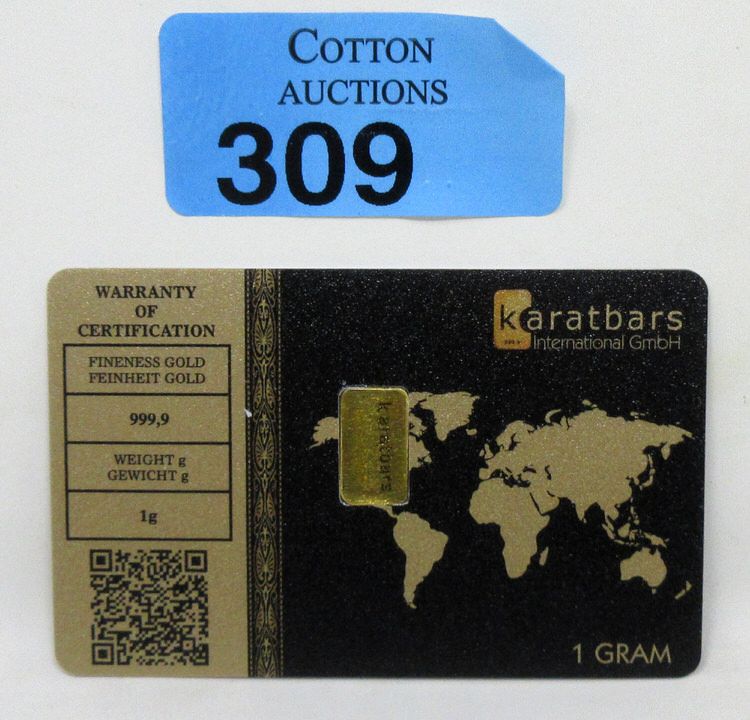 COTTON
AUCTIONS
309
WARRANTY
OF
CERTIFICATION
FINENESS GOLD
FEINHEIT GOLD
999,9
WEIGHT g
GEWICHT g
1g
karatbars
International GmbH
karatbars
1 GRAM